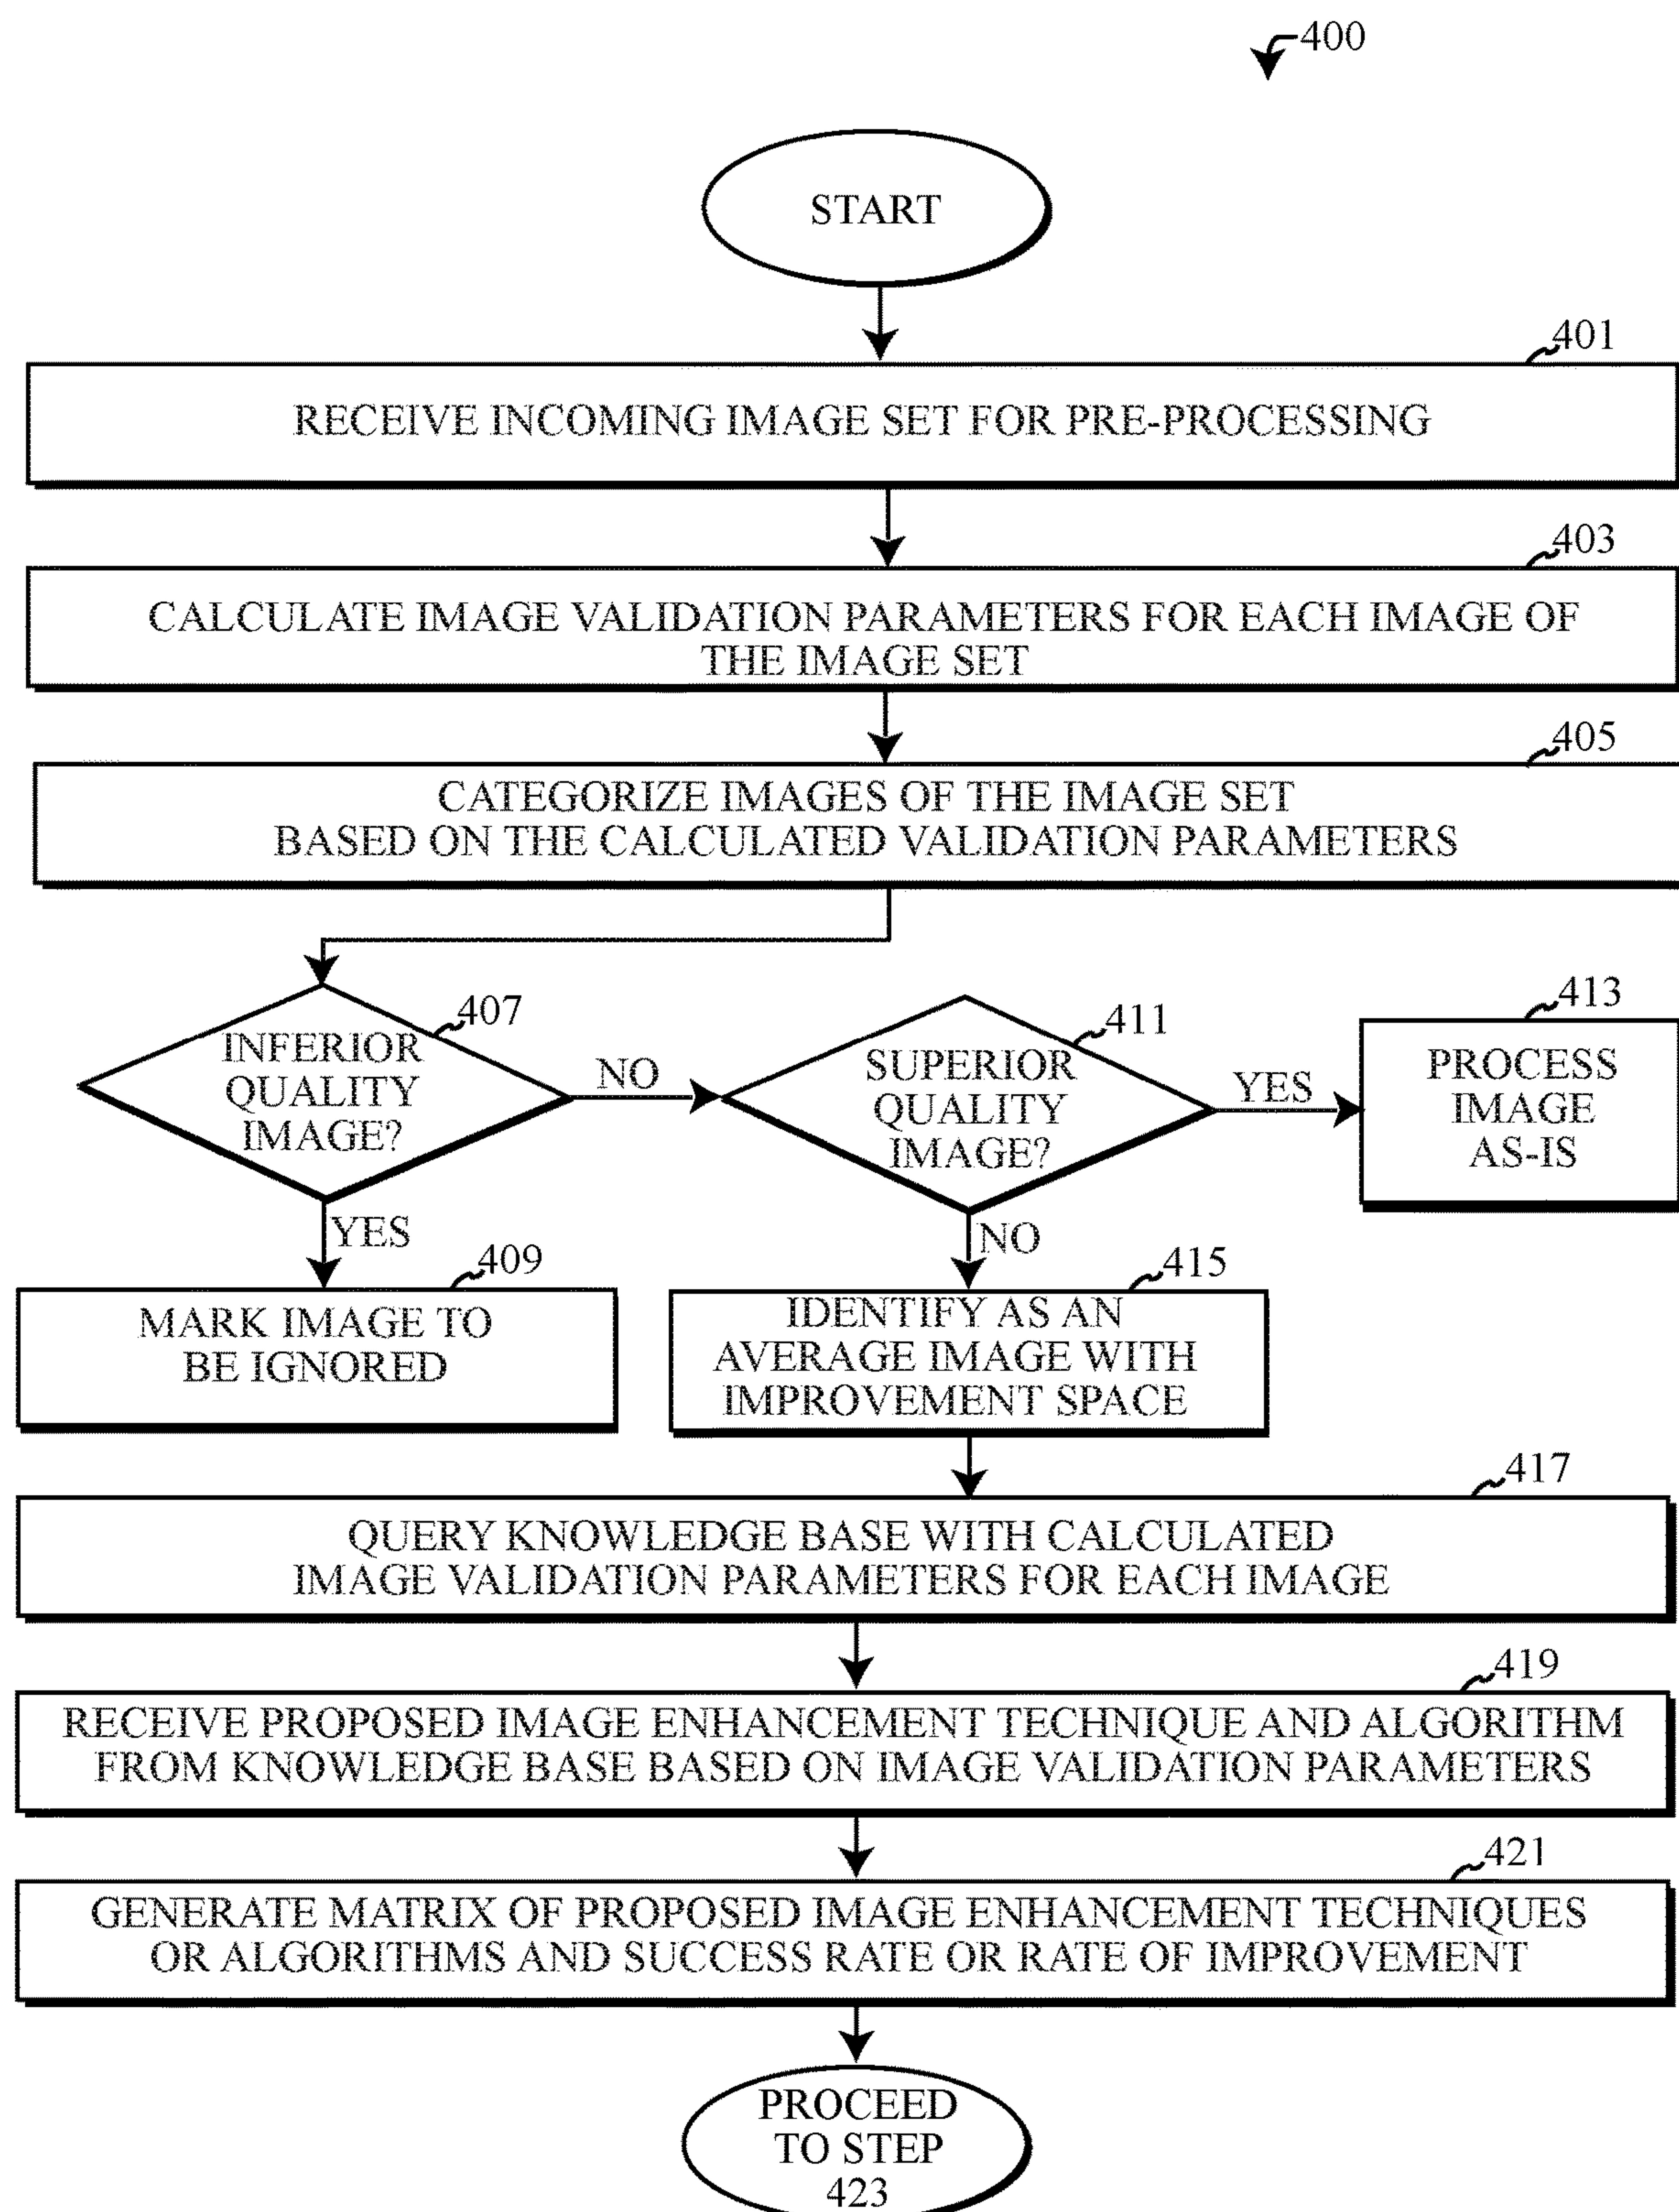 400
START
401
RECEIVE INCOMING IMAGE SET FOR PRE-PROCESSING
403
CALCULATE IMAGE VALIDATION PARAMETERS FOR EACH IMAGE OF
THE IMAGE SET
405
CATEGORIZE IMAGES OF THE IMAGE SET
BASED ON THE CALCULATED VALIDATION PARAMETERS
407
INFERIOR
QUALITY
IMAGE?
NO
411
SUPERIOR
QUALITY
IMAGE?
YES
413
PROCESS
IMAGE
AS-IS
YES
NO
409
MARK IMAGE TO
BE IGNORED
415
IDENTIFY AS AN
AVERAGE IMAGE WITH
IMPROVEMENT SPACE
417
QUERY KNOWLEDGE BASE WITH CALCULATED
IMAGE VALIDATION PARAMETERS FOR EACH IMAGE
419
RECEIVE PROPOSED IMAGE ENHANCEMENT TECHNIQUE AND ALGORITHM
FROM KNOWLEDGE BASE BASED ON IMAGE VALIDATION PARAMETERS
421
GENERATE MATRIX OF PROPOSED IMAGE ENHANCEMENT TECHNIQUES
OR ALGORITHMS AND SUCCESS RATE OR RATE OF IMPROVEMENT
PROCEED
TO STEP
423